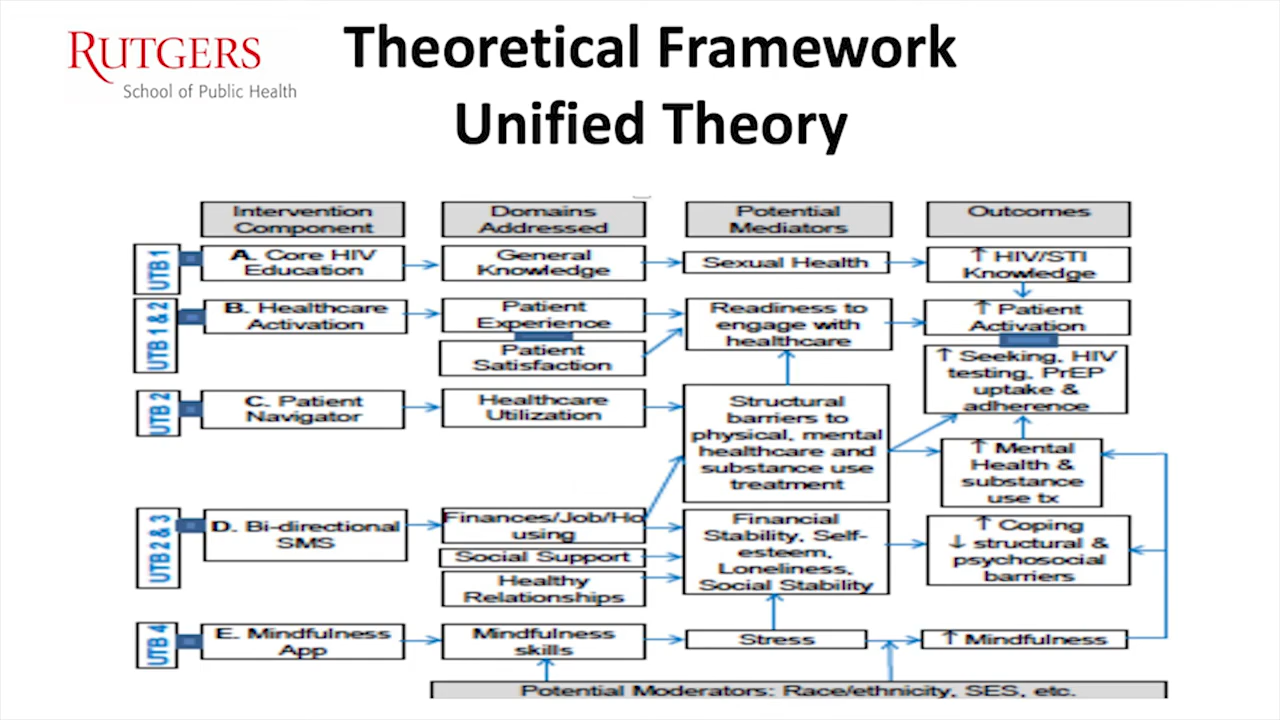 RUTGERS
School of Public Health
Theoretical Framework
Unified Theory
Intervention
Component
Domains
Addressed
Potential
Mediators
Outcomes
UTB 1
A. Core HIV
Education
General
Knowledge
Sexual Health
↑ HIV/STI
Knowledge
UTB 1 & 2
B. Healthcare
Activation
Patient
Experience
Patient
Satisfaction
Readiness to
engage with
healthcare
↑ Patient
Activation
↑ Seeking, HIV
testing, PrEP
uptake &
adherence
UTB 2
C. Patient
Navigator
Healthcare
Utilization
Structural
barriers to
physical, mental
healthcare and
substance use
treatment
↑ Mental
Health &
substance
use tx
UTB 2 & 3
D. Bi-directional
SMS
Finances/Job/Ho
using
Social Support
Healthy
Relationships
Financial
Stability, Self-
esteem,
Loneliness,
Social Stability
↑ Coping
↓ structural &
psychosocial
barriers
UTB 4
E. Mindfulness
App
Mindfulness
skills
Stress
↑ Mindfulness
Potential Moderators: Race/ethnicity, SES, etc.